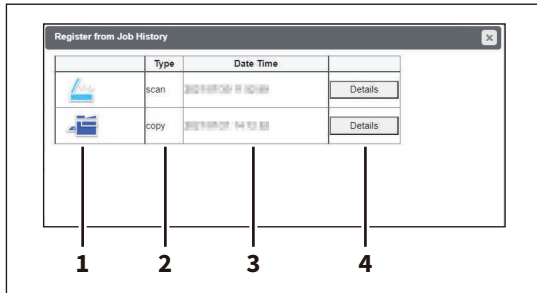 Register from Job History
Type Date Time
scan Details
copy Details
1 2 3 4